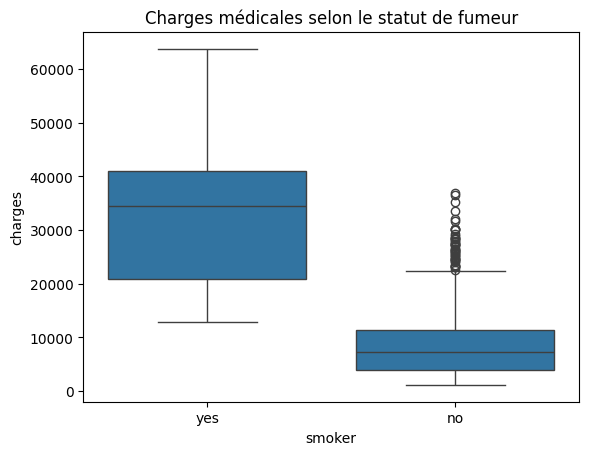 Charges médicales selon le statut de fumeur
60000
50000
40000
30000
20000
10000
0
charges
yes no
smoker